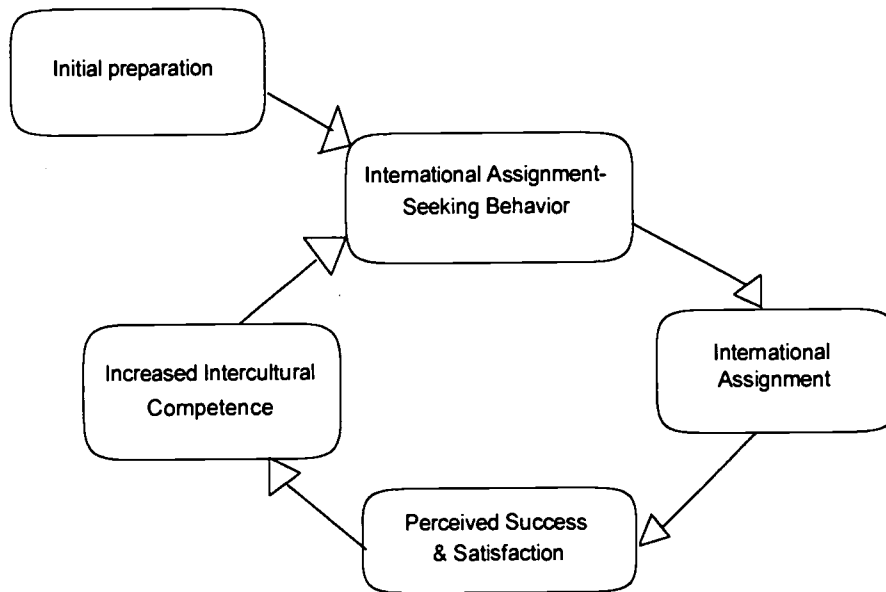 Initial preparation
International Assignment-
Seeking Behavior
International
Assignment
Perceived Success
& Satisfaction
Increased Intercultural
Competence